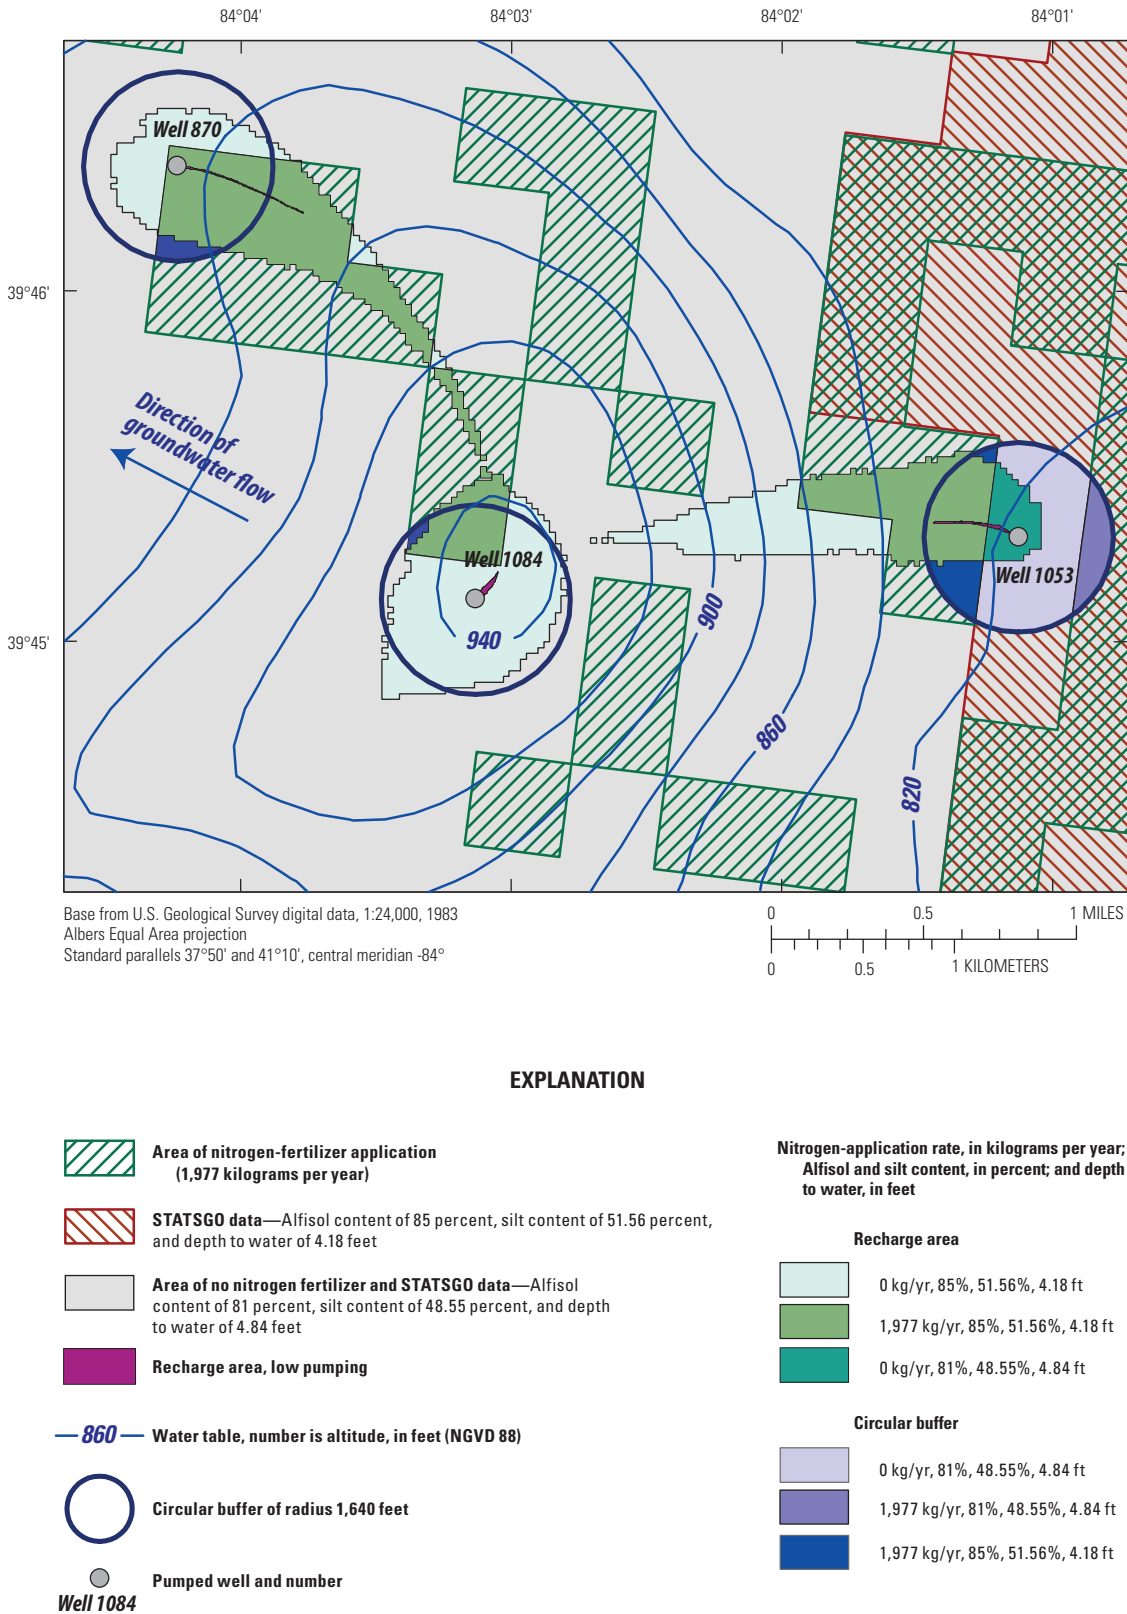 84°04'
84°03'
84°02'
84°01'
Well 870
39°46'
Direction of
groundwater flow
Well 1084
Well 1053
900
39°45'
940
860
820
Base from U.S. Geological Survey digital data, 1:24,000, 1983
Albers Equal Area projection
Standard parallels 37°50' and 41°10', central meridian -84°
0 0.5 1 MILES
0 0.5 1 KILOMETERS
EXPLANATION
Area of nitrogen-fertilizer application
(1,977 kilograms per year)
STATSGO data—Alfisol content of 85 percent, silt content of 51.56 percent,
and depth to water of 4.18 feet
Area of no nitrogen fertilizer and STATSGO data—Alfisol
content of 81 percent, silt content of 48.55 percent, and depth
to water of 4.84 feet
Recharge area, low pumping
860 Water table, number is altitude, in feet (NGVD 88)
Circular buffer of radius 1,640 feet
Pumped well and number
Well 1084
Nitrogen-application rate, in kilograms per year;
Alfisol and silt content, in percent; and depth
to water, in feet
Recharge area
0 kg/yr, 85%, 51.56%, 4.18 ft
1,977 kg/yr, 85%, 51.56%, 4.18 ft
0 kg/yr, 81%, 48.55%, 4.84 ft
Circular buffer
0 kg/yr, 81%, 48.55%, 4.84 ft
1,977 kg/yr, 81%, 48.55%, 4.84 ft
1,977 kg/yr, 85%, 51.56%, 4.18 ft